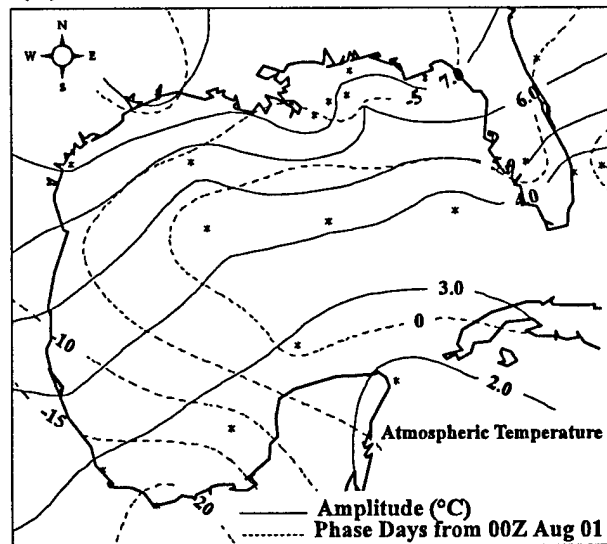 N
W E
S
7.0
.5
6.0
5.0
4.0
3.0
0
-10
2.0
-15
Atmospheric Temperature
20
Amplitude (°C)
Phase Days from 00Z Aug 01